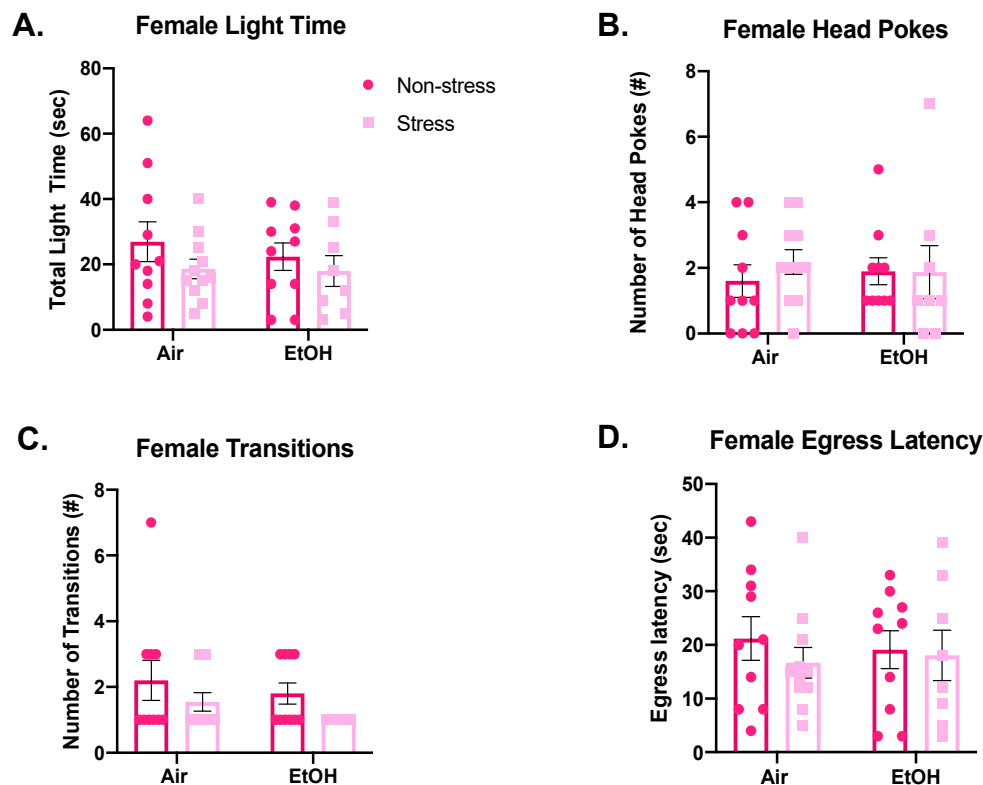 A.
Female Light Time
Total Light Time (sec)
80
60
40
20
0
Air
EtOH
Non-stress
Stress
B.
Female Head Pokes
Number of Head Pokes (#)
8
6
4
2
0
Air
EtOH
C.
Female Transitions
Number of Transitions (#)
8
6
4
2
0
Air
EtOH
D.
Female Egress Latency
Egress latency (sec)
50
40
30
20
10
0
Air
EtOH